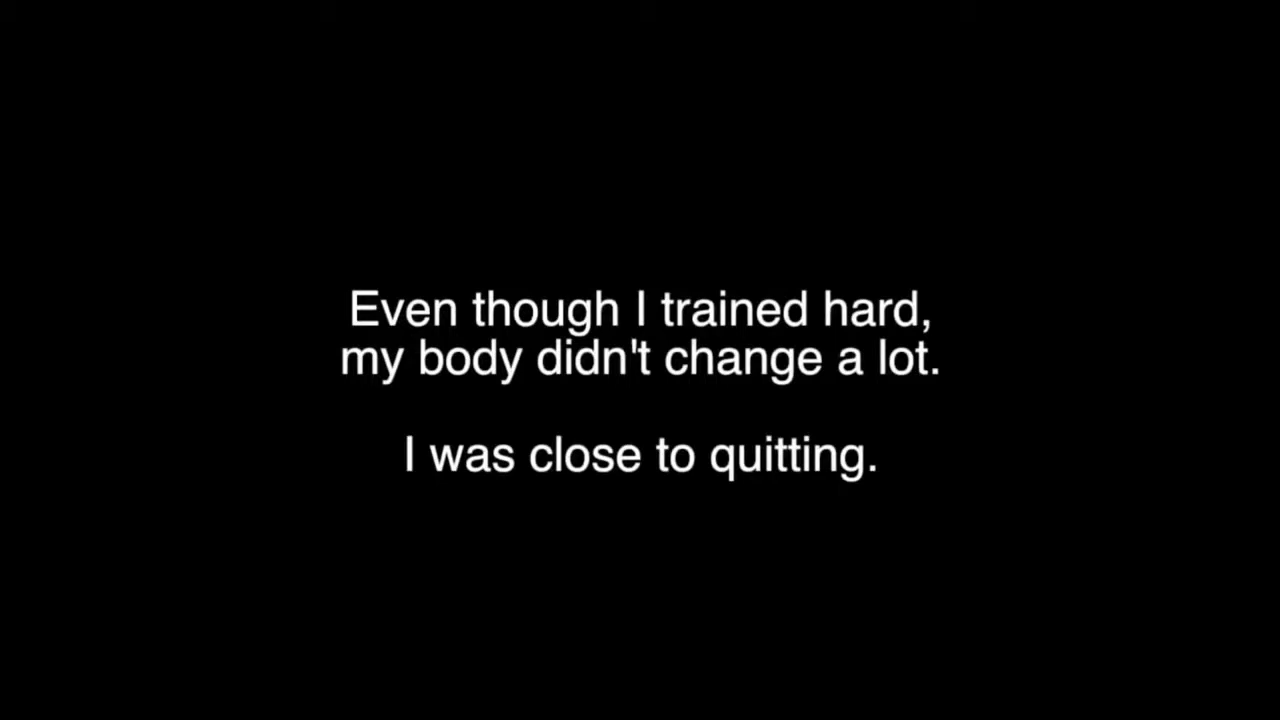 Even though I trained hard,
my body didn't change a lot.
I was close to quitting.